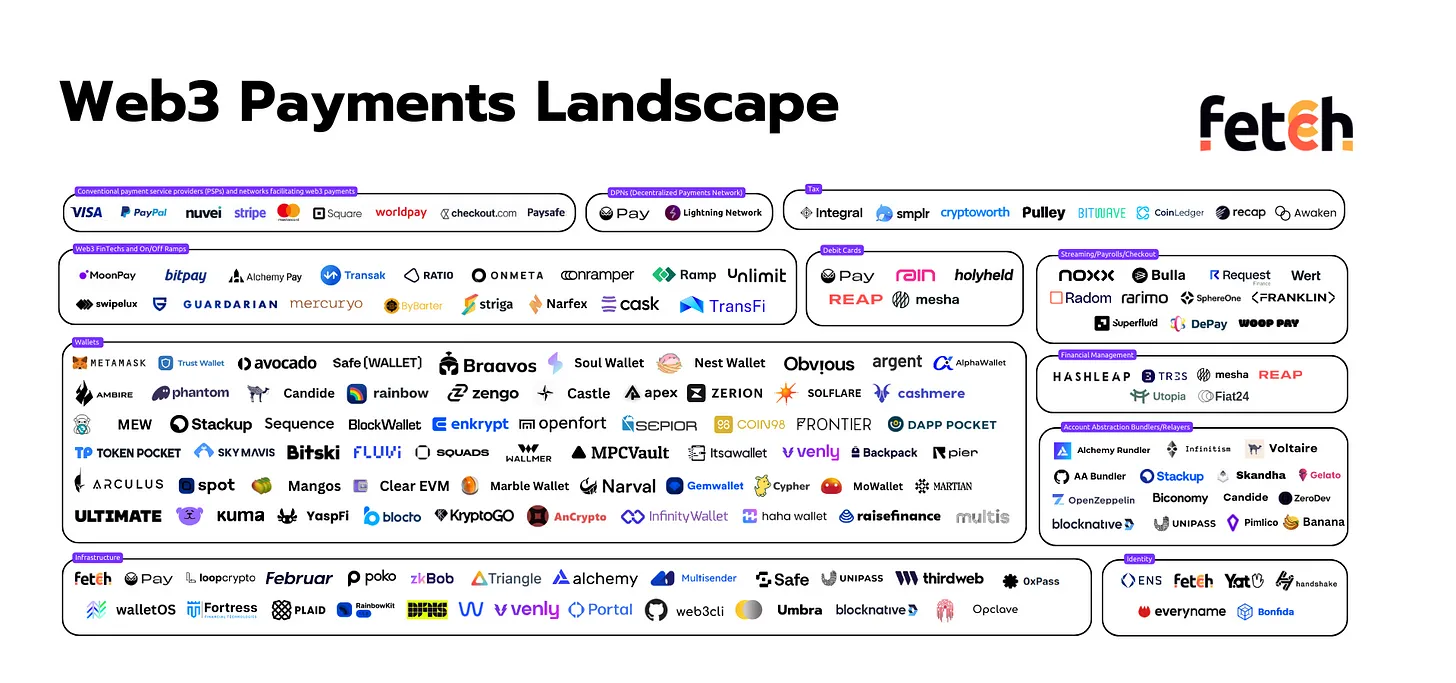 Web3 Payments Landscape
fetch
Conventional payment service providers (PSPs) and networks facilitating web3 payments
VISA PayPal nuvei stripe Square worldpay checkout.com Paysafe
DPNs (Decentralized Payments Network)
Pay Lightning Network
Tax
Integral smplr cryptoworth Pulley BITWAVE CoinLedger recap Awaken
Web3 FinTechs and On/Off Ramps
MoonPay bitpay Alchemy Pay Transak RATIO ONMETA onramper Ramp Unlimit
swipelux GUARDARIAN mercuryo ByBarter striga Narfex cask TransFi
Debit Cards
Pay rain holyheld
REAP mesha
Streaming/Payrolls/Checkout
NOXX Bulla Request Finance Wert
Radom rarimo SphereOne <FRANKLIN>
Superfluid DePay WOOP PAY
Wallets
METAMASK Trust Wallet avocado Safe{WALLET} Braavos Soul Wallet Nest Wallet Obvious argent AlphaWallet
AMBIRE phantom Candide rainbow zengo Castle apex ZERION SOLFLARE cashmere
MEW Stackup Sequence BlockWallet enkrypt openfort SEPIOR 98 COIN98 FRONTIER DAPP POCKET
TP TOKEN POCKET SKY MAVIS Bitski FLUVi SQUADS WALLMER MPCVault Itsawallet venly Backpack pier
ARCULUS spot Mangos Clear EVM Marble Wallet Narval Gemwallet Cypher MoWallet MARTIAN
ULTIMATE kuma YaspFi blocto KryptoGO AnCrypto InfinityWallet haha wallet raisefinance multis
Financial Management
HASHLEAP TRES mesha REAP
Utopia Fiat24
Account Abstraction Bundlers/Relayers
Alchemy Rundler Infinitism Voltaire
AA Bundler Stackup Skandha Gelato
OpenZeppelin Biconomy Candide ZeroDev
blocknative UNIPASS Pimlico Banana
Infrastructure
fetch Pay loopcrypto Februar poko zkBob Triangle alchemy Multisender Safe UNIPASS thirdweb 0xPass
walletOS Fortress FINANCIAL TECHNOLOGIES PLAID RainbowKit DFNS venly Portal web3cli Umbra blocknative Opclave
Identity
ENS fetch Yat handshake
everyname Bonfida